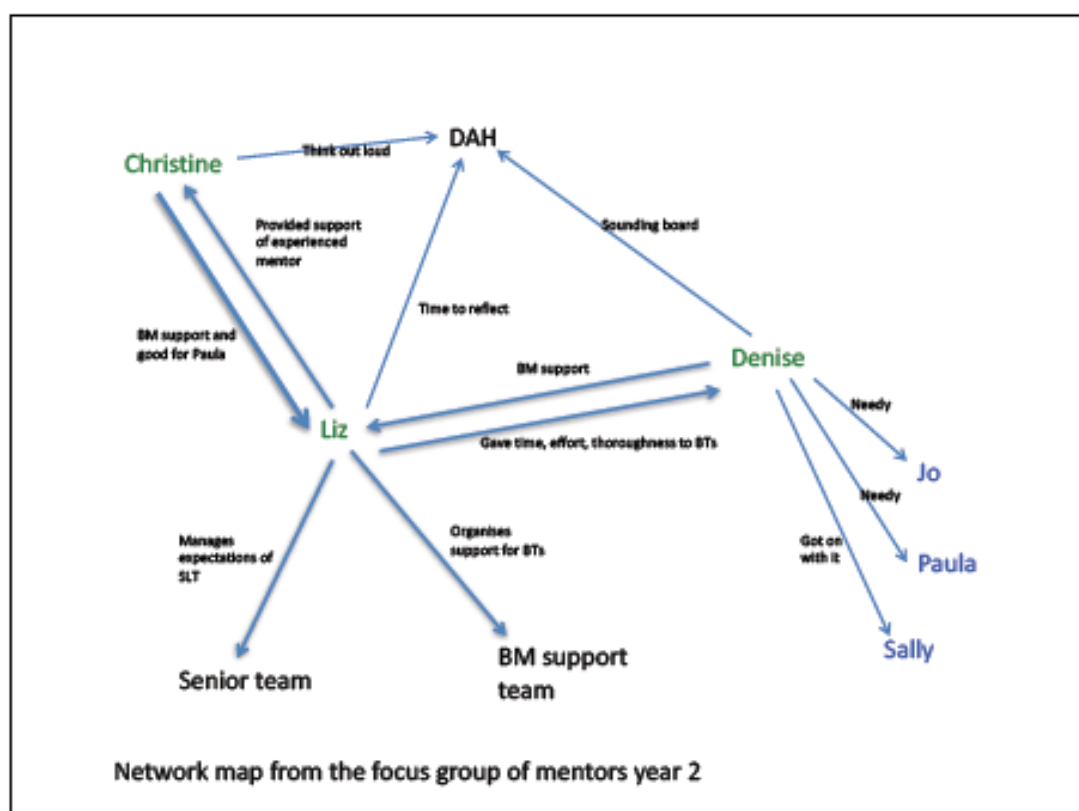 DAH
Think out loud
Christine
Provided support
of experienced
mentor
Sounding board
Time to reflect
BM support and
good for Paula
Denise
BM support
Needy
Liz
Gave time, effort, thoroughness to BTs
Jo
Needy
Manages
expectations of
SLT
Organises
support for BTs
Got on
with it
Paula
Sally
BM support
team
Senior team
Network map from the focus group of mentors year 2